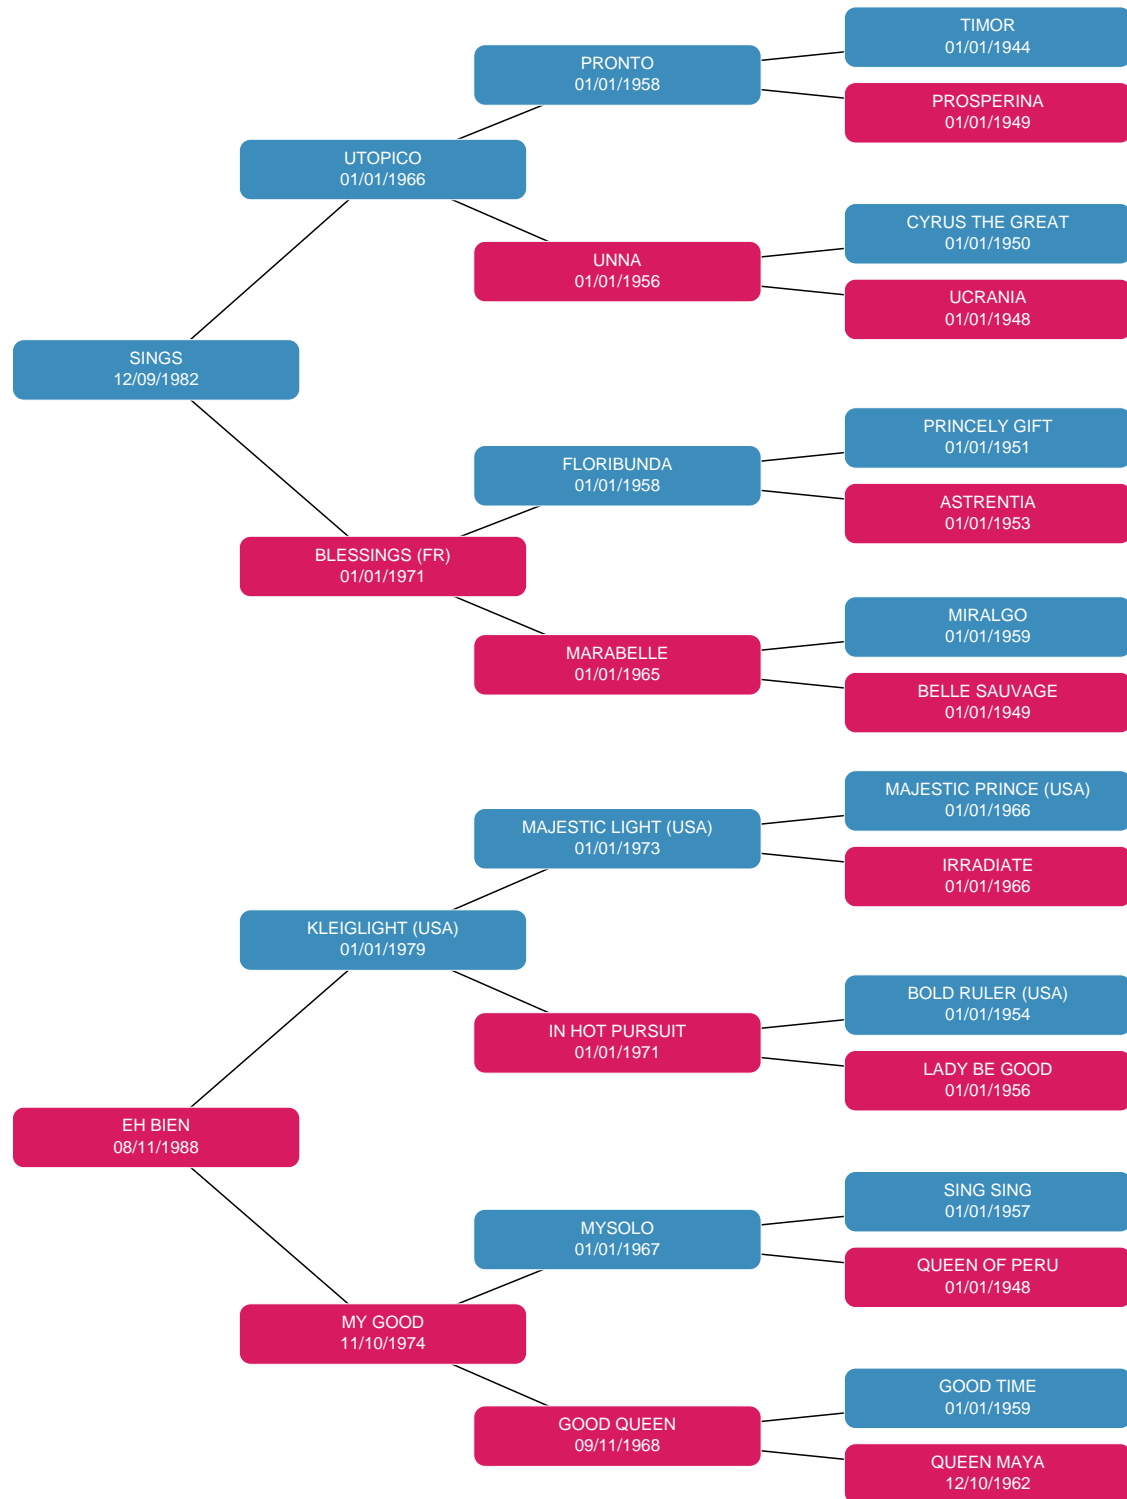 TIMOR
01/01/1944
PRONTO
01/01/1958
PROSPERINA
01/01/1949
UTOPICO
01/01/1966
CYRUS THE GREAT
01/01/1950
UNNA
01/01/1956
UCRANIA
01/01/1948
SINGS
12/09/1982
PRINCELY GIFT
01/01/1951
FLORIBUNDA
01/01/1958
ASTRENTIA
01/01/1953
BLESSINGS (FR)
01/01/1971
MIRALGO
01/01/1959
MARABELLE
01/01/1965
BELLE SAUVAGE
01/01/1949
MAJESTIC PRINCE (USA)
01/01/1966
MAJESTIC LIGHT (USA)
01/01/1973
IRRADIATE
01/01/1966
KLEIGLIGHT (USA)
01/01/1979
BOLD RULER (USA)
01/01/1954
IN HOT PURSUIT
01/01/1971
LADY BE GOOD
01/01/1956
EH BIEN
08/11/1988
SING SING
01/01/1957
MYSOLO
01/01/1967
QUEEN OF PERU
01/01/1948
MY GOOD
11/10/1974
GOOD TIME
01/01/1959
GOOD QUEEN
09/11/1968
QUEEN MAYA
12/10/1962